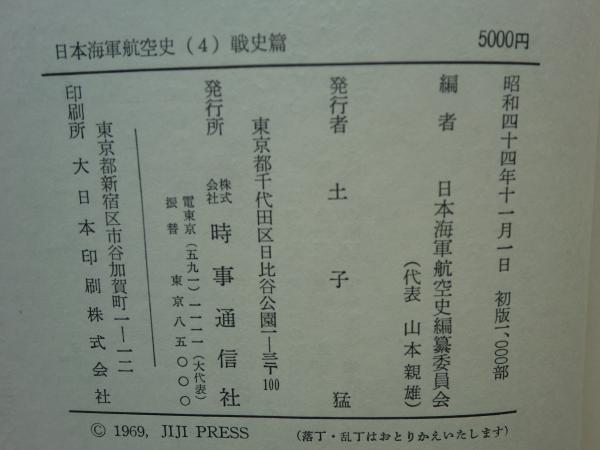 日本海軍航空史(4)戦史篇
5000円
昭和四十四年十一月一日 初版一、〇〇〇部
編者 日本海軍航空史編纂委員会
(代表 山本親雄)
発行者 土子猛
東京都千代田区日比谷公園一―三〒100
発行所 株式会社 時事通信社
電東京(五九一)一一一一(大代表)
振替 東京八五〇〇〇
東京都新宿区市谷加賀町一―一二
印刷所 大日本印刷株式会社
© 1969, JIJI PRESS
(落丁・乱丁はおとりかえいたします)